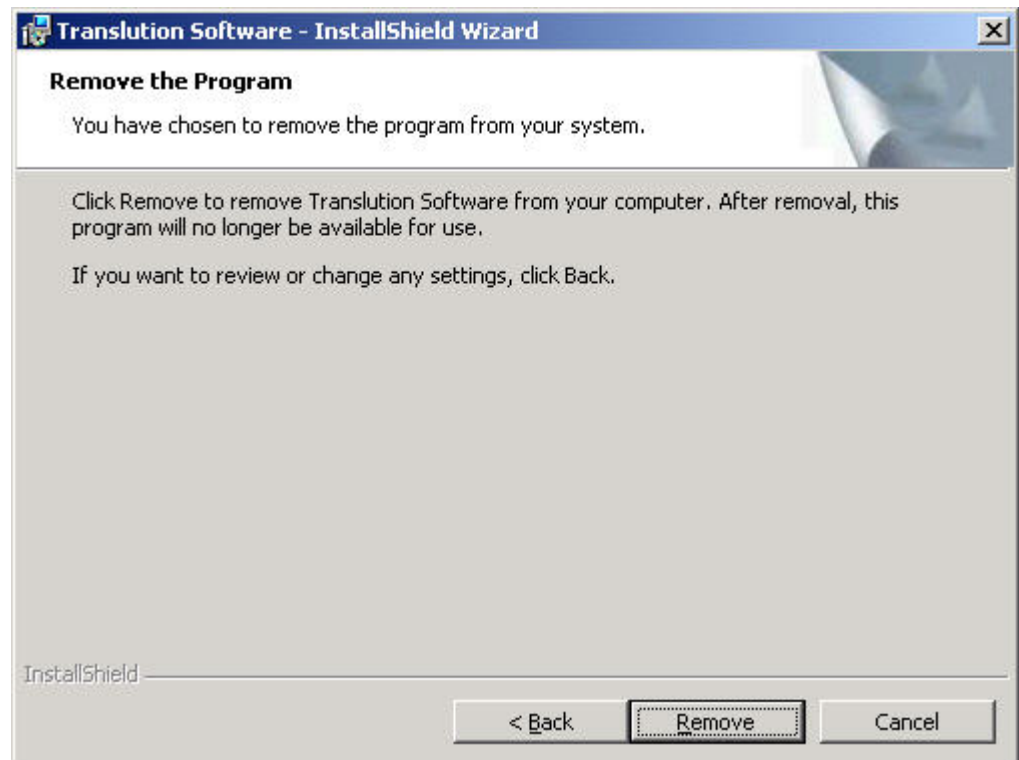 Translution Software - InstallShield Wizard
Remove the Program
You have chosen to remove the program from your system.
Click Remove to remove Translution Software from your computer. After removal, this
program will no longer be available for use.
If you want to review or change any settings, click Back.
InstallShield
< Back
Remove
Cancel